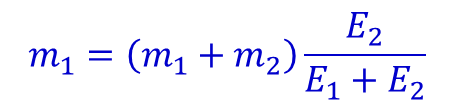 m₁ = (m₁ + m₂) E₂ / (E₁ + E₂)